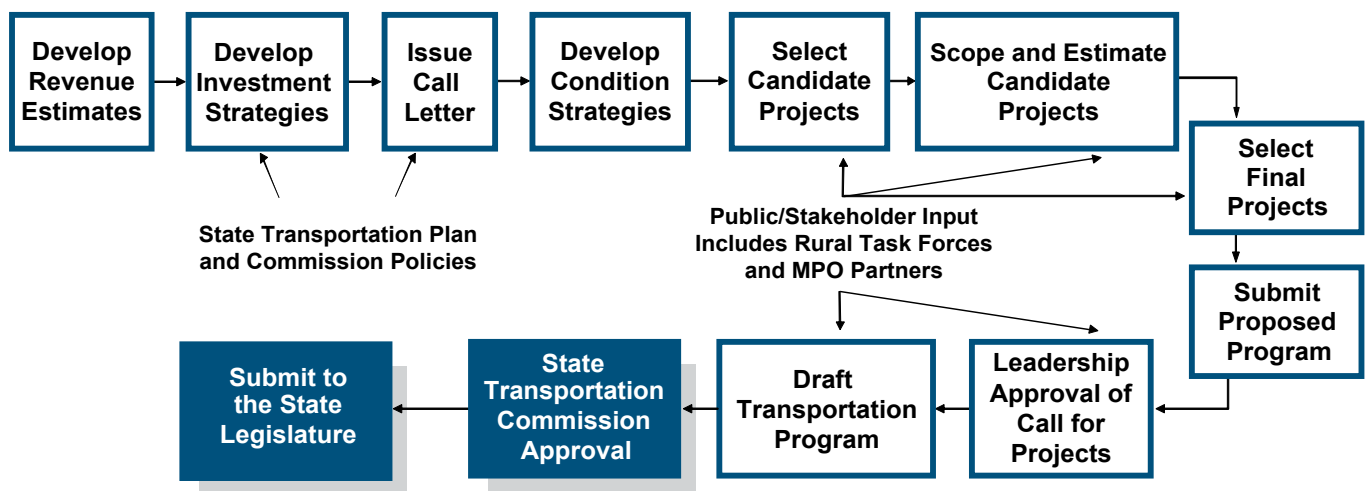 Develop
Revenue
Estimates
Develop
Investment
Strategies
Issue
Call
Letter
Develop
Condition
Strategies
Select
Candidate
Projects
Scope and Estimate
Candidate
Projects
Select
Final
Projects
State Transportation Plan
and Commission Policies
Public/Stakeholder Input
Includes Rural Task Forces
and MPO Partners
Submit
Proposed
Program
Leadership
Approval of
Call for
Projects
Draft
Transportation
Program
State
Transportation
Commission
Approval
Submit to
the State
Legislature